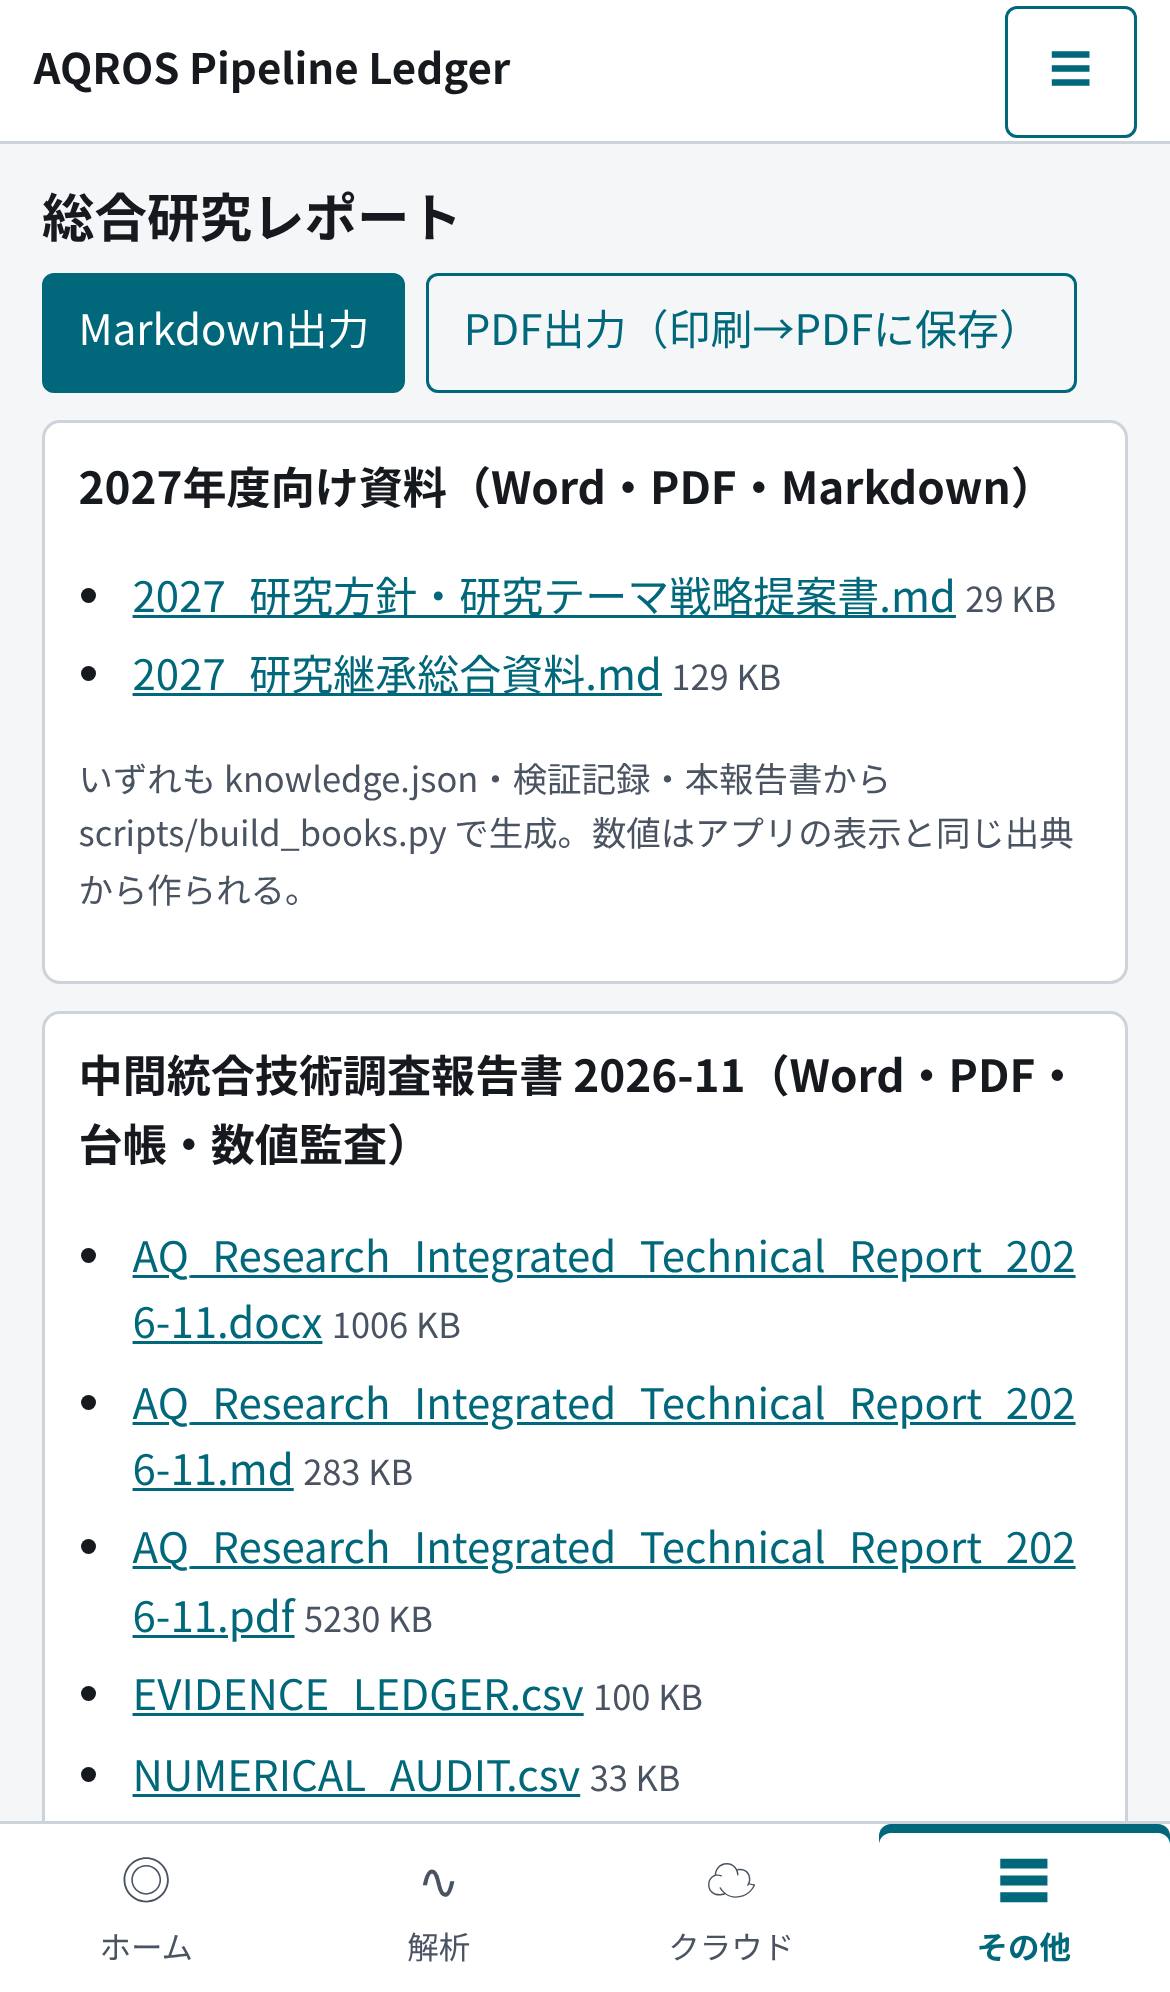 AQROS Pipeline Ledger
☰
総合研究レポート
Markdown出力
PDF出力（印刷→PDFに保存）
2027年度向け資料（Word・PDF・Markdown）
• 2027_研究方針・研究テーマ戦略提案書.md 29 KB
• 2027_研究継承総合資料.md 129 KB
いずれも knowledge.json・検証記録・本報告書から
scripts/build_books.py で生成。数値はアプリの表示と同じ出典
から作られる。
中間統合技術調査報告書 2026-11（Word・PDF・
台帳・数値監査）
• AQ_Research_Integrated_Technical_Report_202
6-11.docx 1006 KB
• AQ_Research_Integrated_Technical_Report_202
6-11.md 283 KB
• AQ_Research_Integrated_Technical_Report_202
6-11.pdf 5230 KB
• EVIDENCE_LEDGER.csv 100 KB
• NUMERICAL_AUDIT.csv 33 KB
ホーム
解析
クラウド
その他